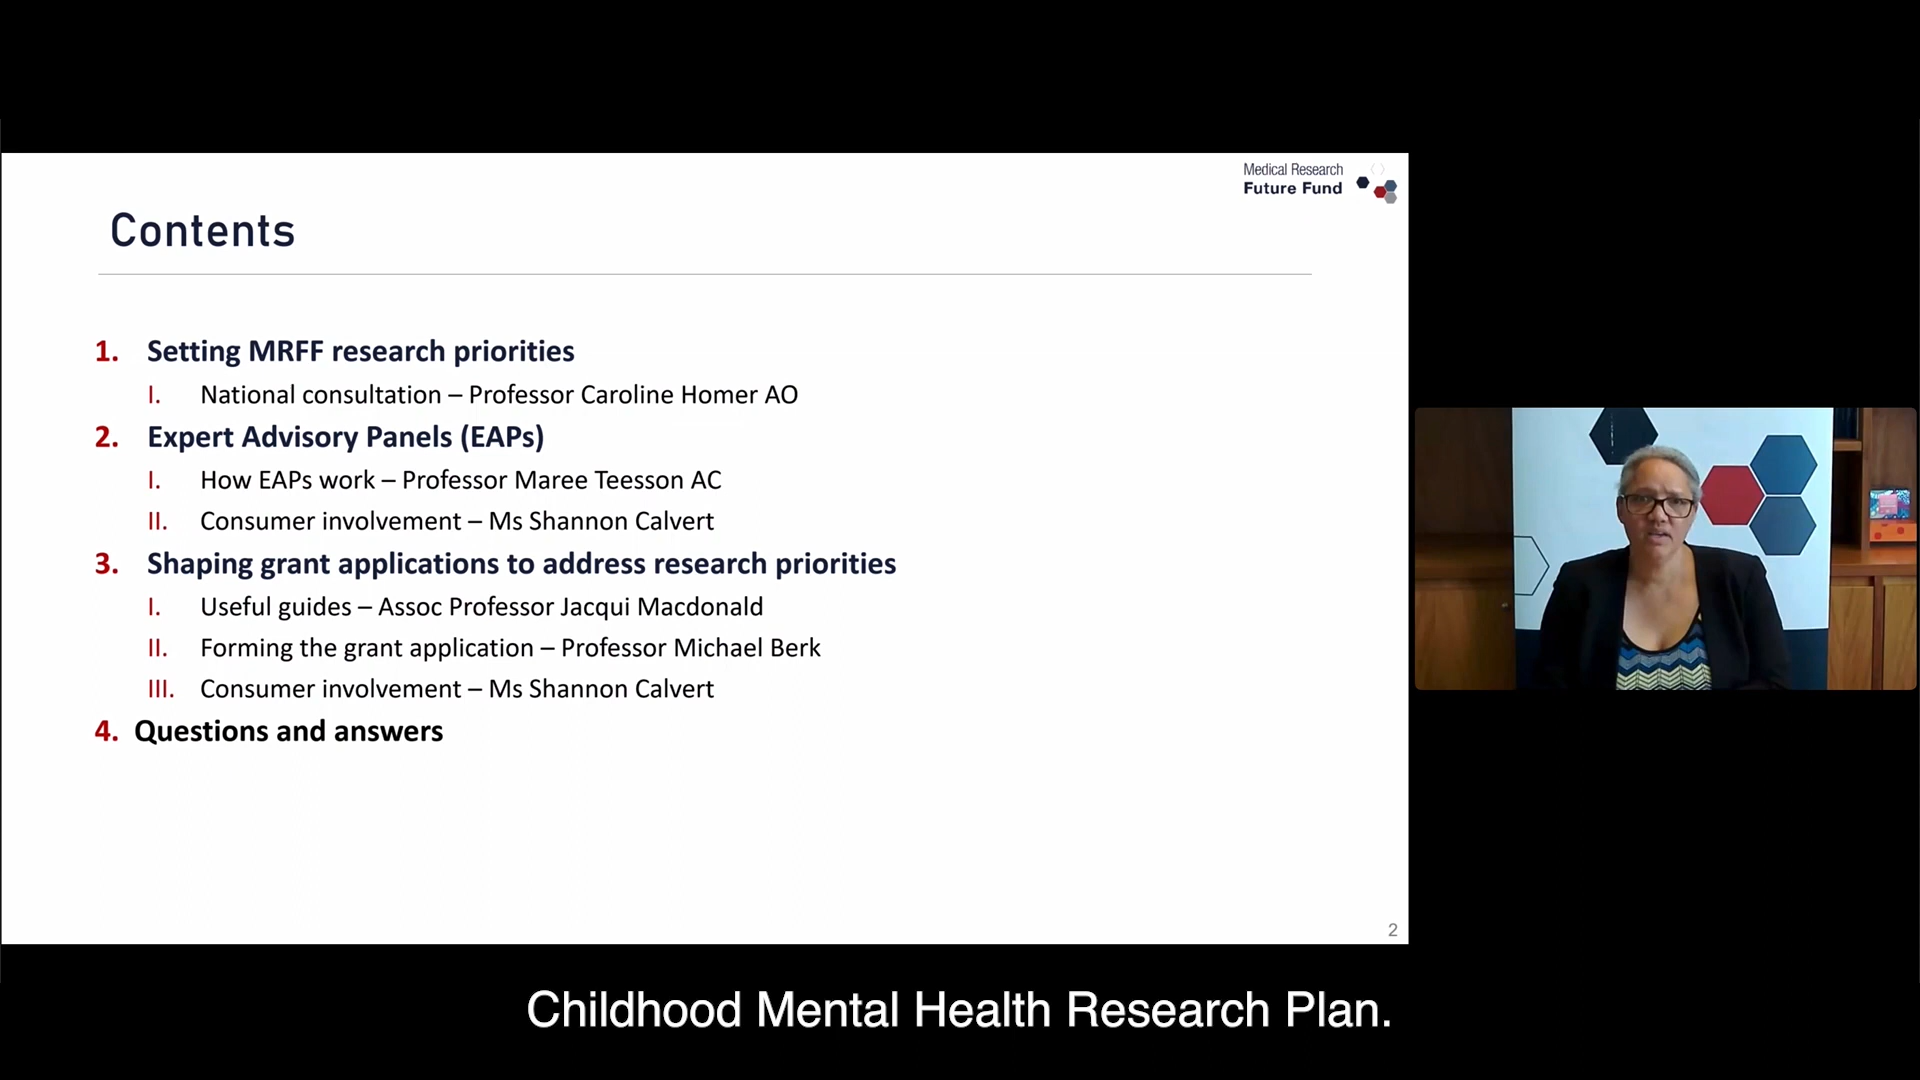 Medical Research
Future Fund
Contents
1. Setting MRFF research priorities
I. National consultation – Professor Caroline Homer AO
2. Expert Advisory Panels (EAPs)
I. How EAPs work – Professor Maree Teesson AC
II. Consumer involvement – Ms Shannon Calvert
3. Shaping grant applications to address research priorities
I. Useful guides – Assoc Professor Jacqui Macdonald
II. Forming the grant application – Professor Michael Berk
III. Consumer involvement – Ms Shannon Calvert
4. Questions and answers
2
Childhood Mental Health Research Plan.